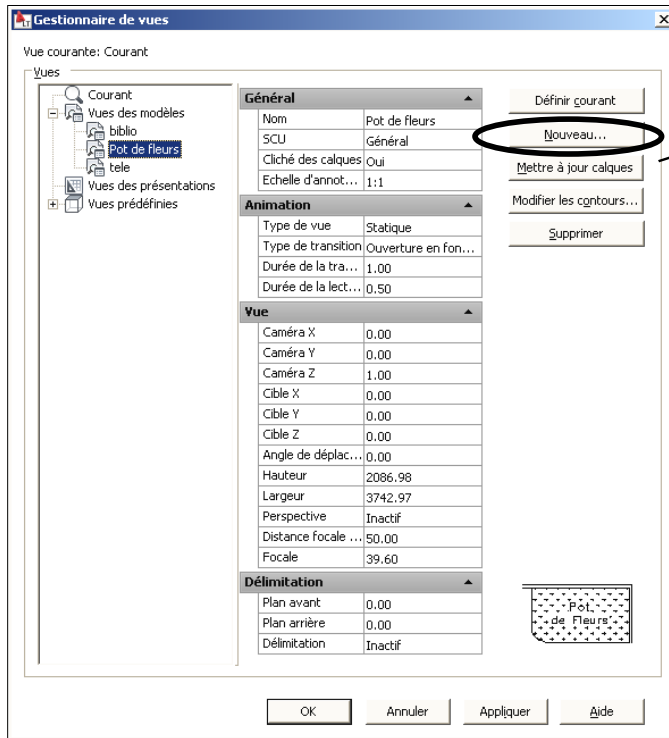 LT Gestionnaire de vues
Vue courante: Courant
Vues
Courant
Vues des modèles
biblio
Pot de fleurs
tele
Vues des présentations
Vues prédéfinies
Général
Nom Pot de fleurs
SCU Général
Cliché des calques Oui
Echelle d'annot... 1:1
Animation
Type de vue Statique
Type de transition Ouverture en fon...
Durée de la tra... 1.00
Durée de la lect... 0.50
Vue
Caméra X 0.00
Caméra Y 0.00
Caméra Z 1.00
Cible X 0.00
Cible Y 0.00
Cible Z 0.00
Angle de déplac... 0.00
Hauteur 2086.98
Largeur 3742.97
Perspective Inactif
Distance focale ... 50.00
Focale 39.60
Délimitation
Plan avant 0.00
Plan arrière 0.00
Délimitation Inactif
Définir courant
Nouveau...
Mettre à jour calques
Modifier les contours...
Supprimer
Pot
de Fleurs
OK Annuler Appliquer Aide